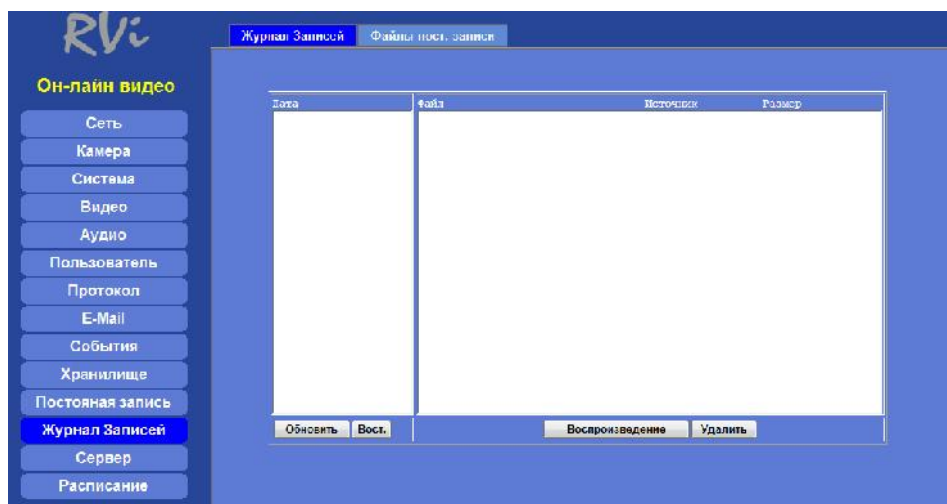 RVi
Журнал Записей Файлы пост. записи
Он-лайн видео
Дата Файл Источник Размер
Сеть
Камера
Система
Видео
Аудио
Пользователь
Протокол
E-Mail
События
Хранилище
Постояная запись
Журнал Записей
Обновить Вост. Воспроизведение Удалить
Сервер
Расписание